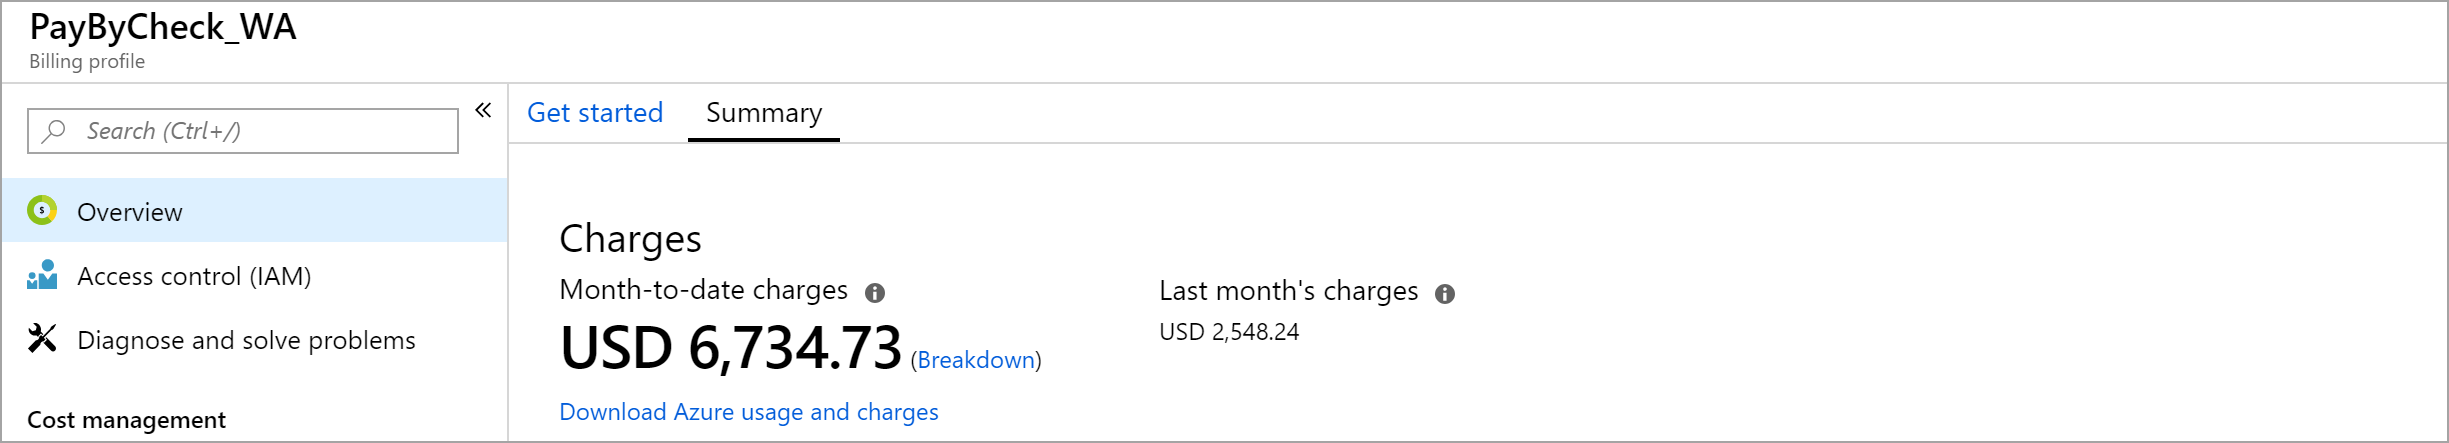 PayByCheck_WA
Billing profile
Search (Ctrl+/)
«
Overview
Access control (IAM)
Diagnose and solve problems
Cost management
Get started
Summary
Charges
Month-to-date charges
USD 6,734.73 (Breakdown)
Download Azure usage and charges
Last month's charges
USD 2,548.24